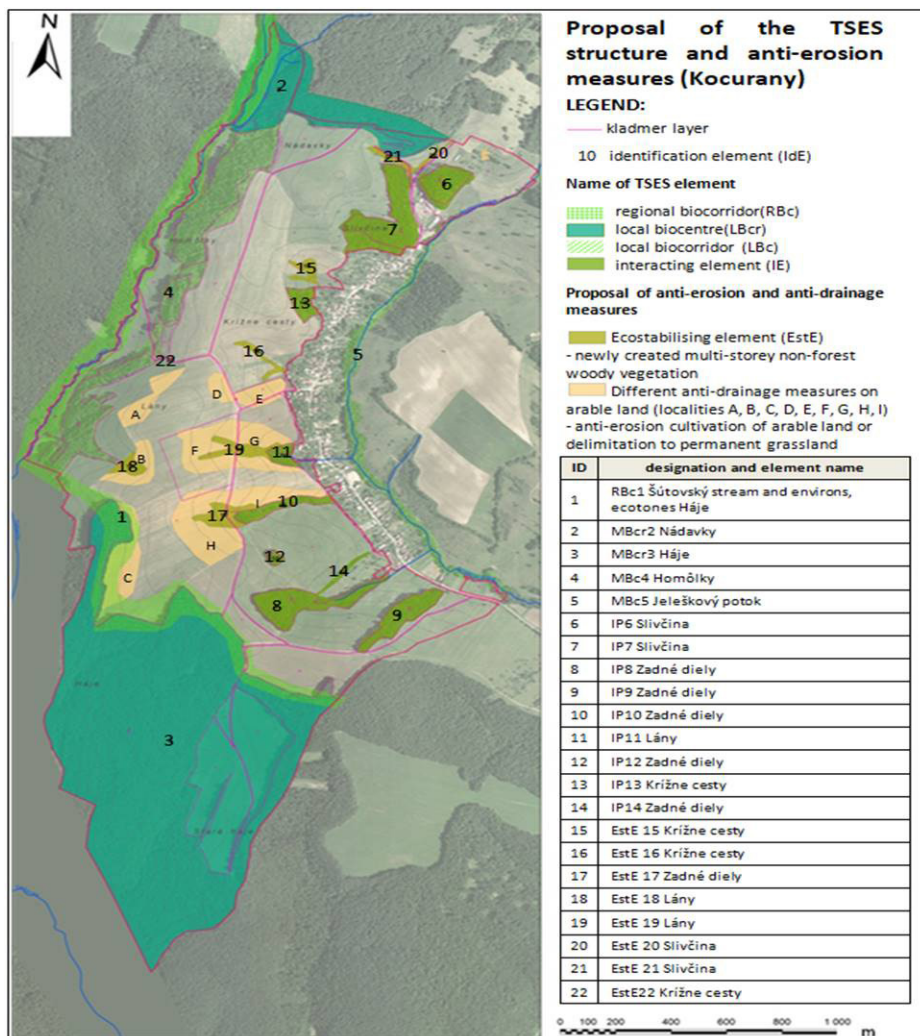 N
Proposal of the TSES
structure and anti-erosion
measures (Kocurany)
LEGEND:
kladmer layer
10 identification element (IdE)
Name of TSES element
regional biocorridor(RBc)
local biocentre(LBcr)
local biocorridor (LBc)
interacting element (IE)
Proposal of anti-erosion and anti-drainage
measures
Ecostabilising element (EstE)
- newly created multi-storey non-forest
woody vegetation
Different anti-drainage measures on
arable land (localities A, B, C, D, E, F, G, H, I)
- anti-erosion cultivation of arable land or
delimitation to permanent grassland
ID designation and element name
1 RBc1 Šútovský stream and environs,
ecotones Háje
2 MBcr2 Nádavky
3 MBcr3 Háje
4 MBc4 Homôlky
5 MBc5 Jeleškový potok
6 IP6 Slivčina
7 IP7 Slivčina
8 IP8 Zadné diely
9 IP9 Zadné diely
10 IP10 Zadné diely
11 IP11 Lány
12 IP12 Zadné diely
13 IP13 Krížne cesty
14 IP14 Zadné diely
15 EstE 15 Krížne cesty
16 EstE 16 Krížne cesty
17 EstE 17 Zadné diely
18 EstE 18 Lány
19 EstE 19 Lány
20 EstE 20 Slivčina
21 EstE 21 Slivčina
22 EstE22 Krížne cesty
0 200 400 600 800 1 000
m
2
Nádavky
21
20
6
7
Slivčina
15
4
13
Krížne cesty
16
5
22
D
E
Lány
A
G
F
19
11
18
B
I
10
1
17
H
12
14
C
8
9
Háje
3